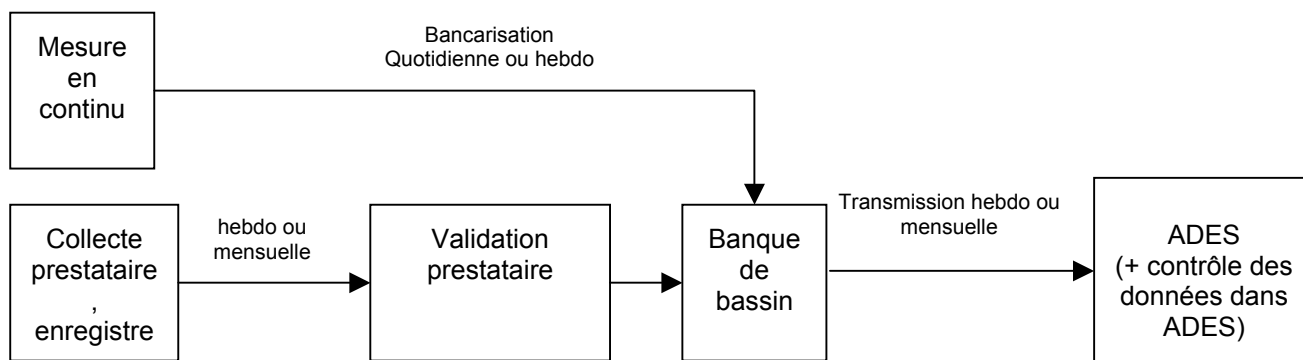 Mesure
en
continu
Bancarisation
Quotidienne ou hebdo
Collecte
prestataire
,
enregistre
hebdo ou
mensuelle
Validation
prestataire
Banque
de
bassin
Transmission hebdo ou
mensuelle
ADES
(+ contrôle des
données dans
ADES)